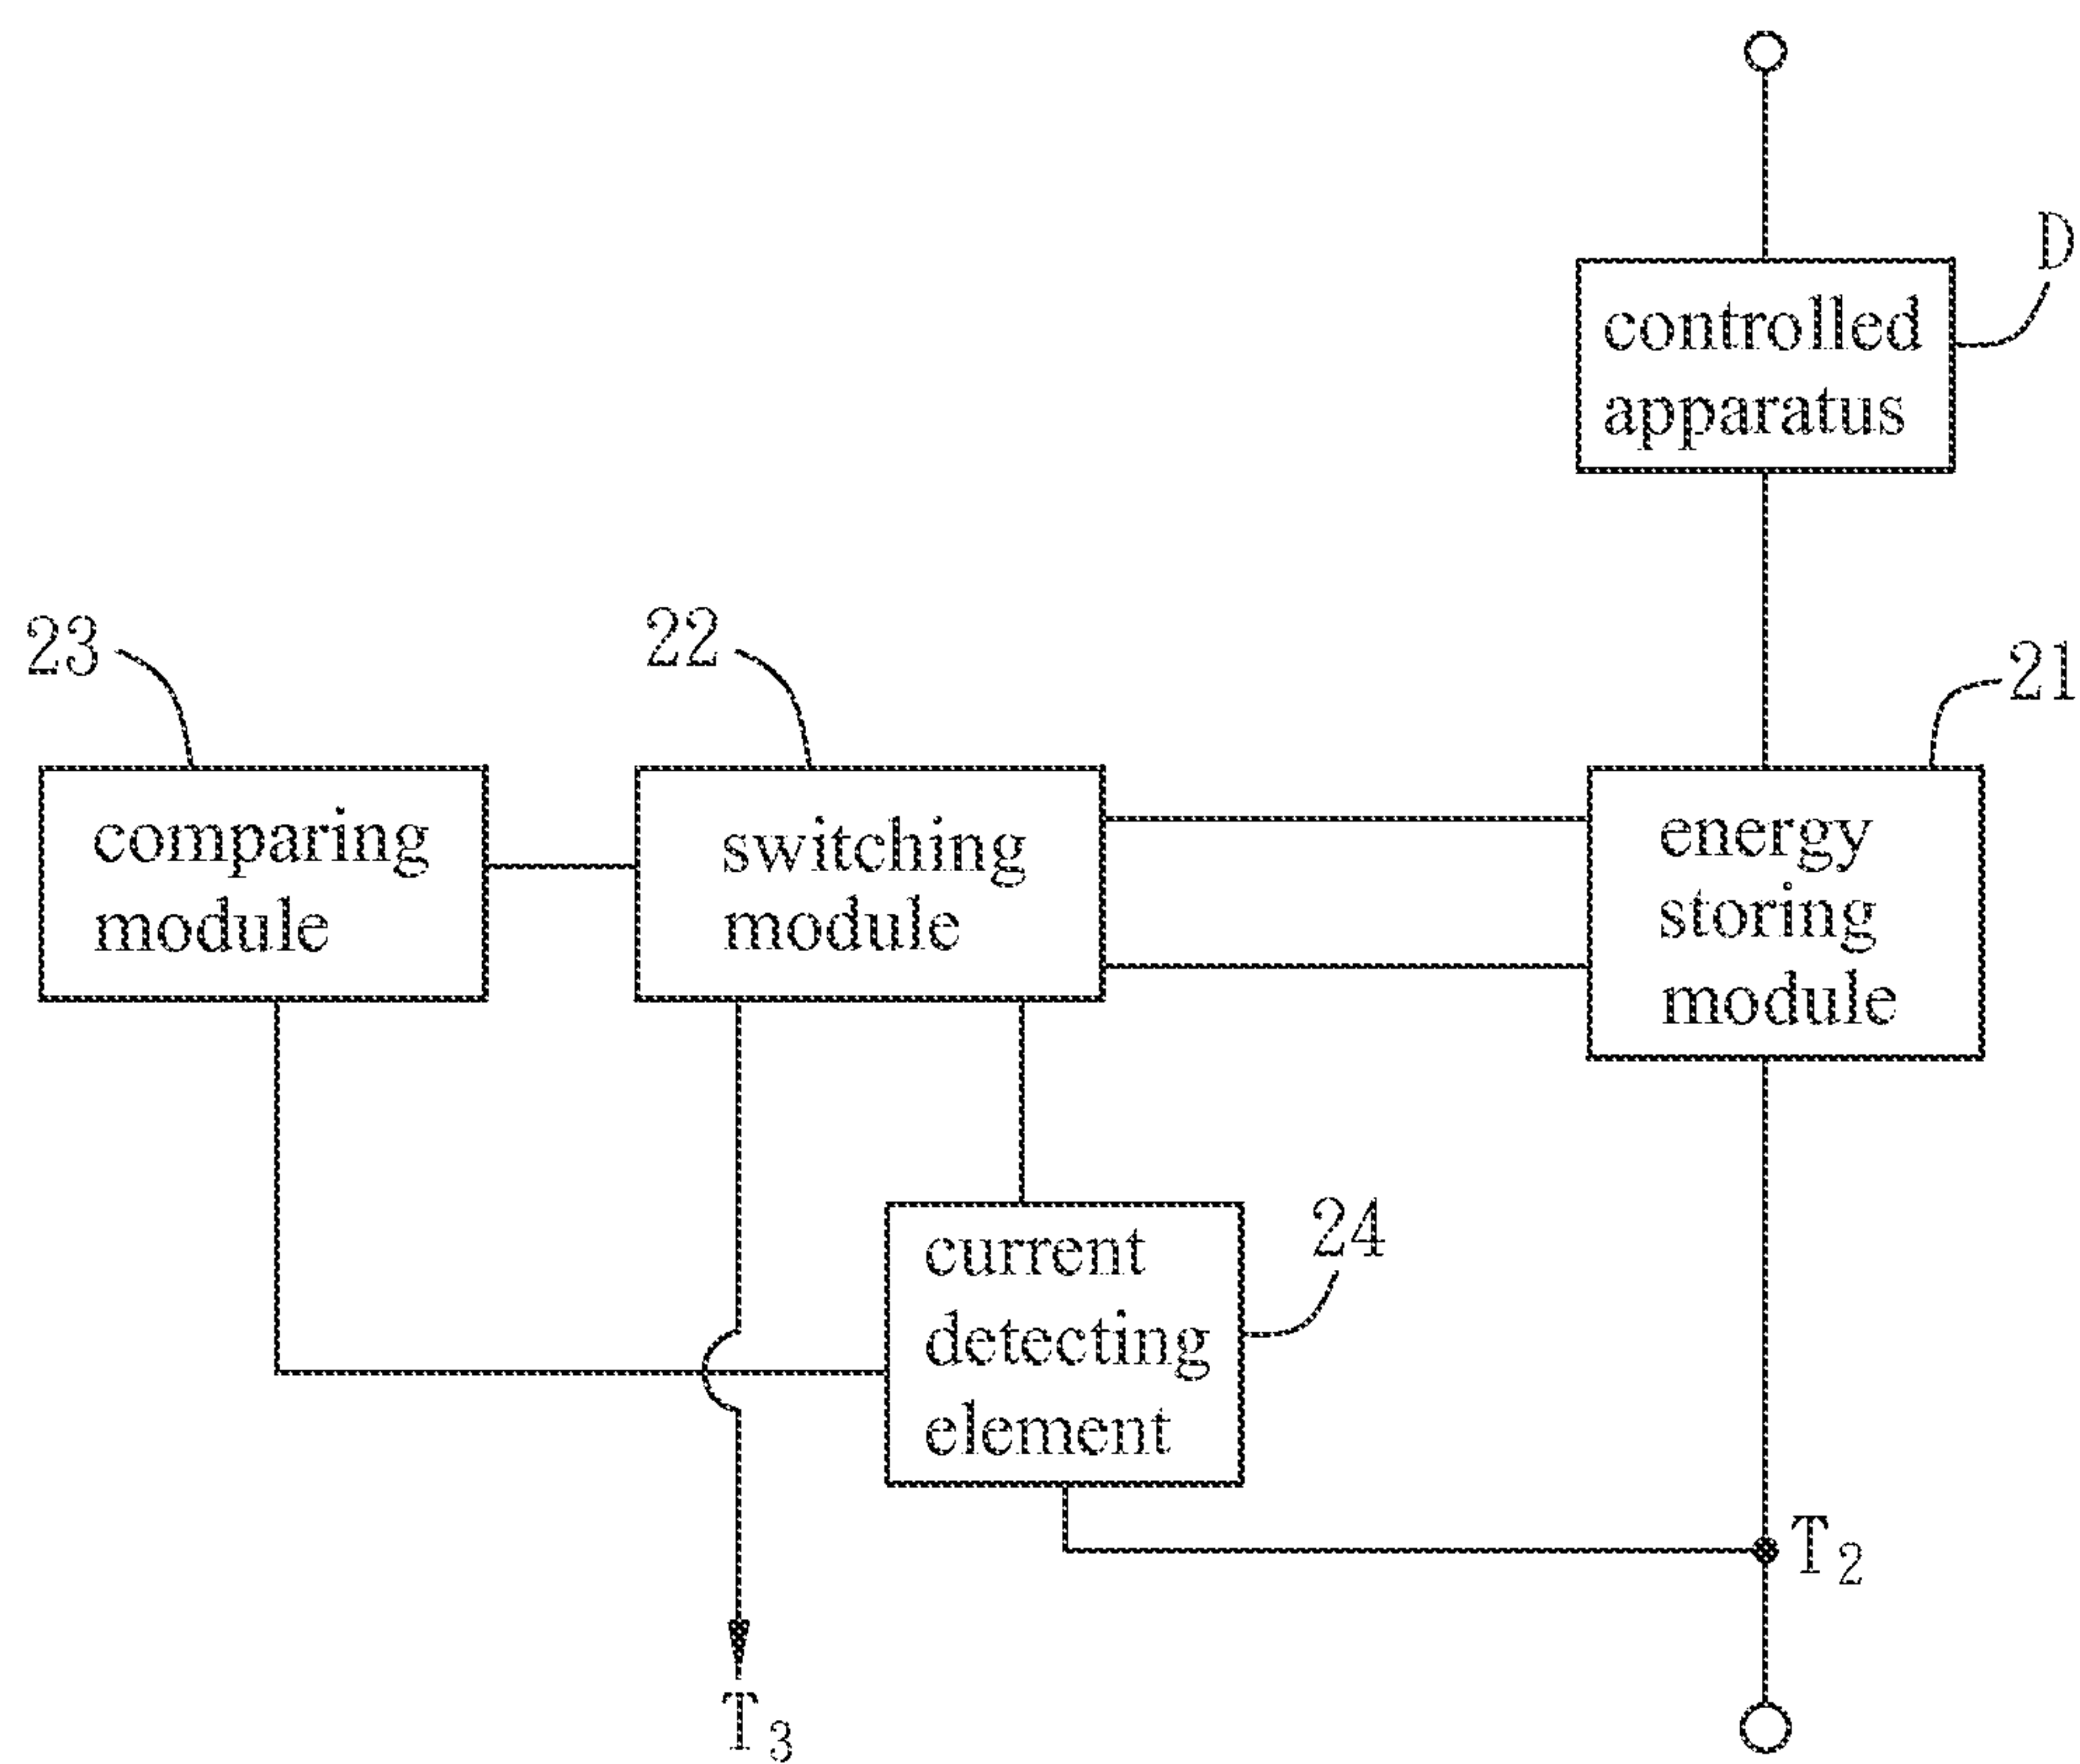 D
controlled
apparatus
23
22
21
comparing
module
switching
module
energy
storing
module
24
current
detecting
element
T2
T3